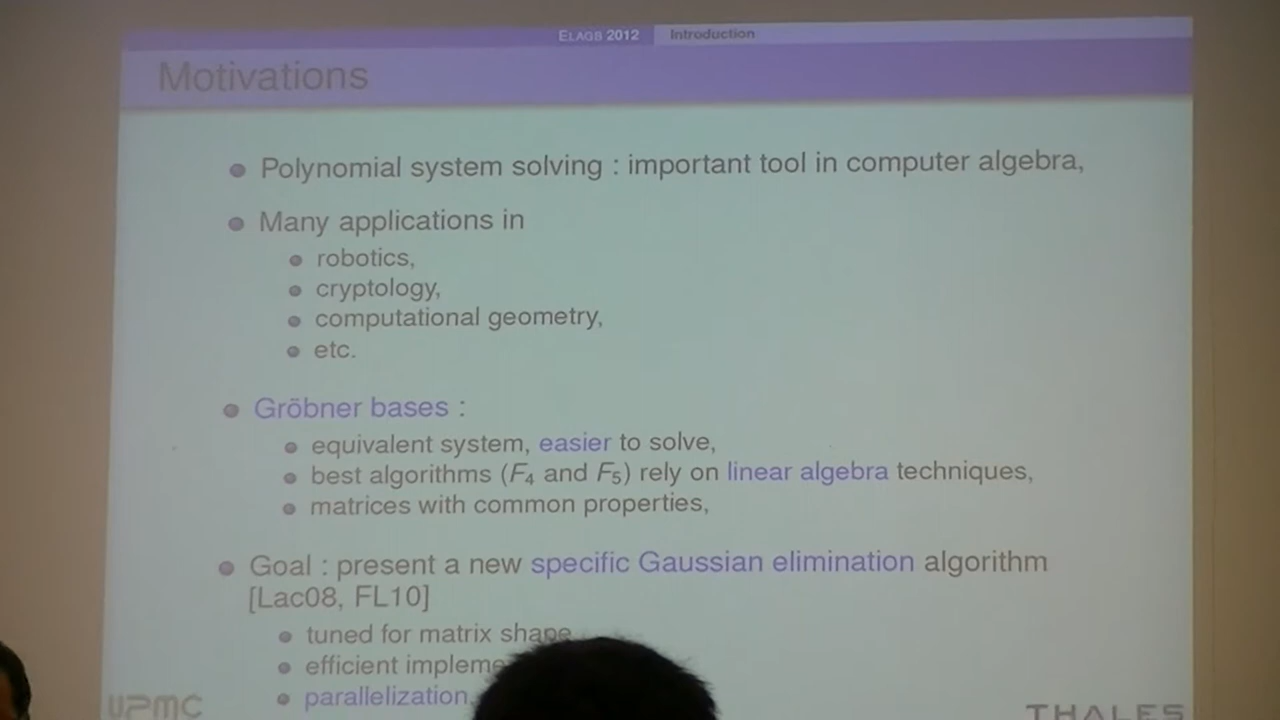 ELAGB 2012 Introduction
Motivations
Polynomial system solving : important tool in computer algebra,
Many applications in
robotics,
cryptology,
computational geometry,
etc.
Gröbner bases :
equivalent system, easier to solve,
best algorithms (F₄ and F₅) rely on linear algebra techniques,
matrices with common properties,
Goal : present a new specific Gaussian elimination algorithm
[Lac08, FL10]
tuned for matrix shape
efficient
parallelization
UPMC THALES